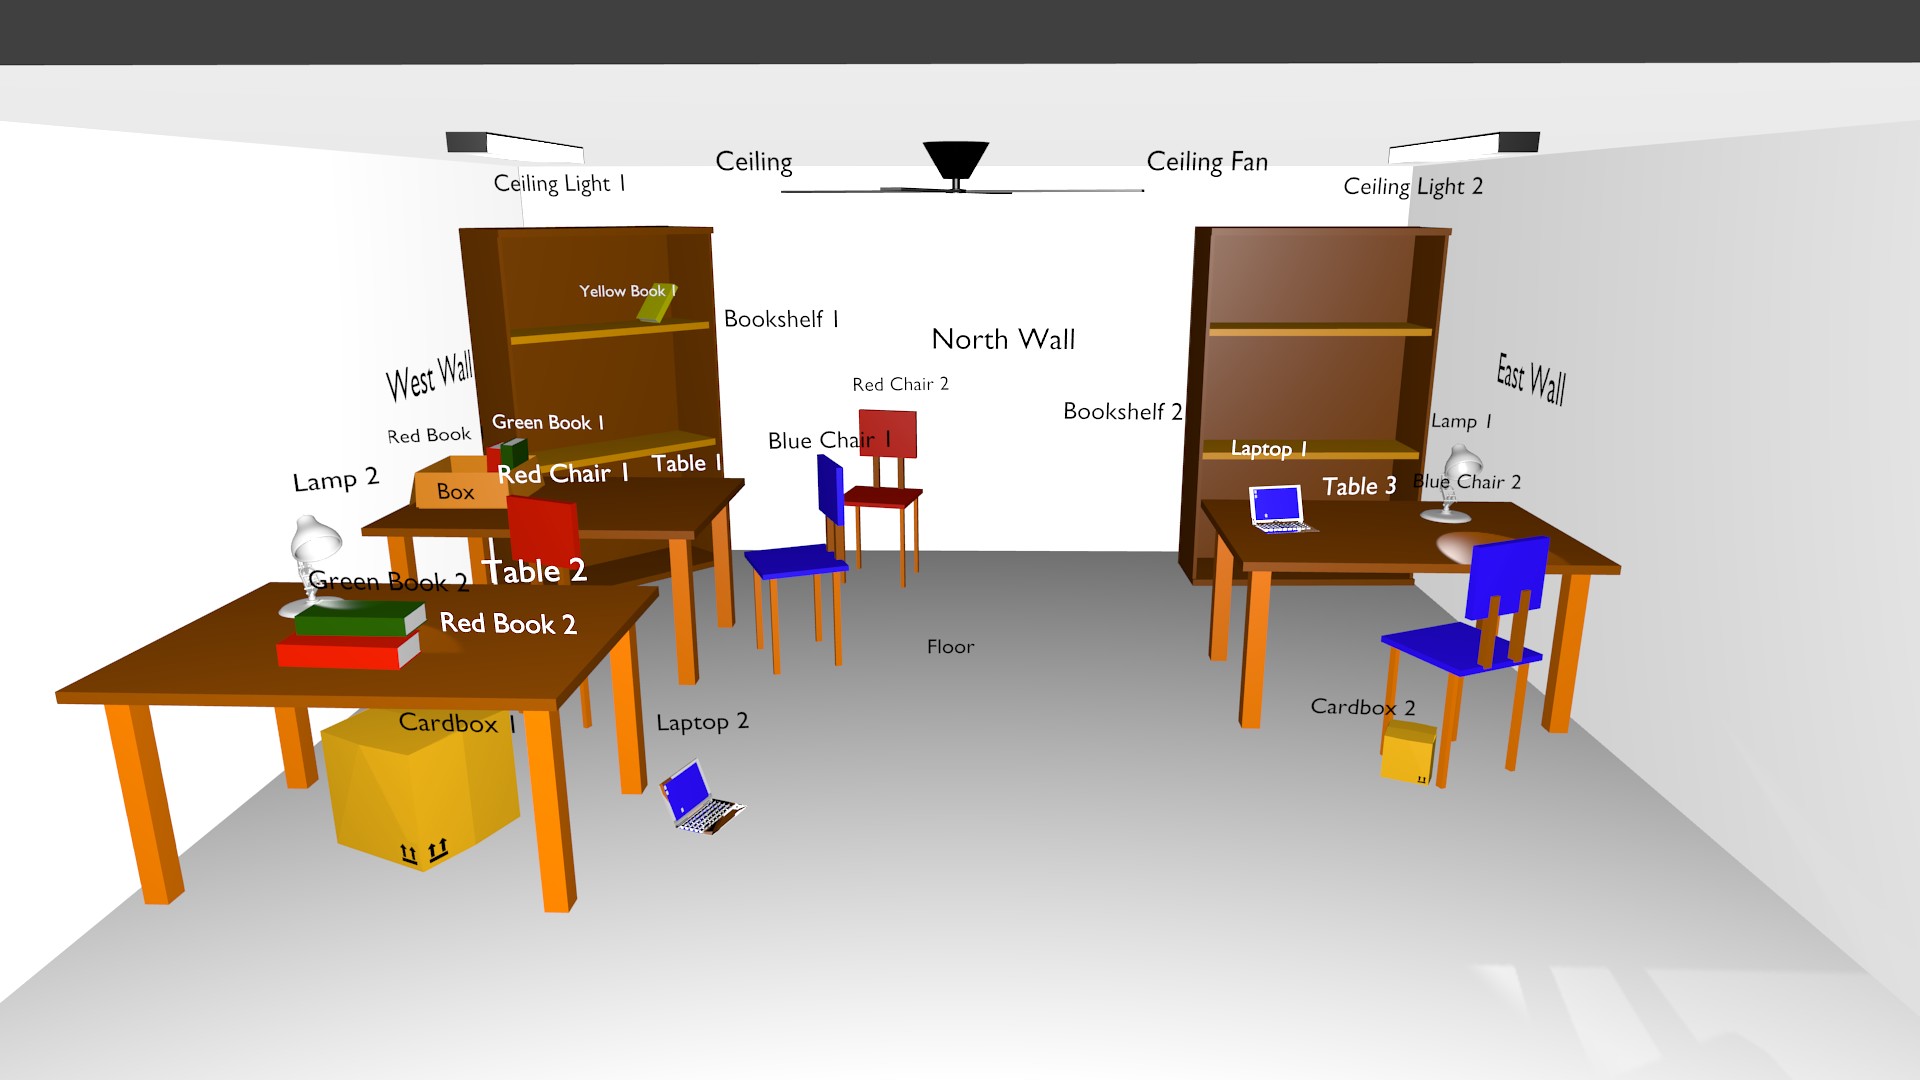 Ceiling
Ceiling Fan
Ceiling Light 1
Ceiling Light 2
Yellow Book 1
Bookshelf 1
North Wall
West Wall
East Wall
Red Chair 2
Bookshelf 2
Green Book 1
Lamp 1
Red Book
Blue Chair 1
Laptop 1
Table 1
Red Chair 1
Lamp 2
Box
Table 3
Blue Chair 2
Table 2
Green Book 2
Red Book 2
Floor
Cardbox 1
Laptop 2
Cardbox 2